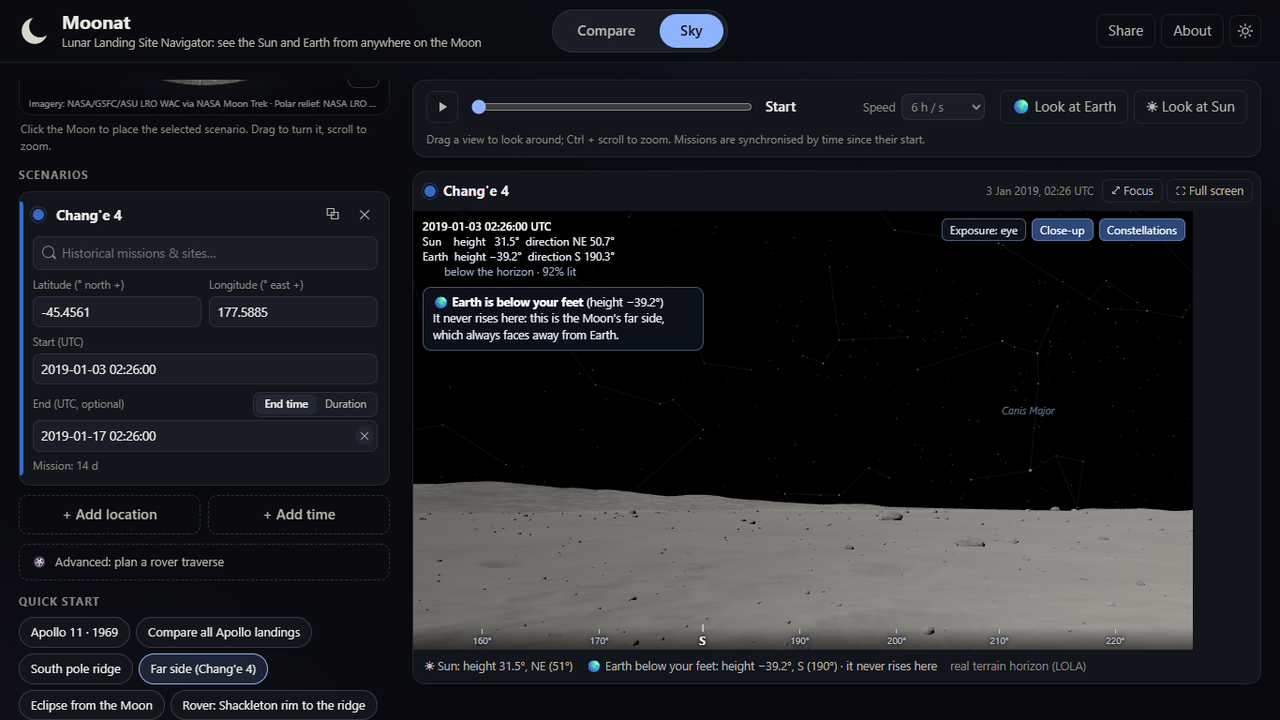 Moonat
Lunar Landing Site Navigator: see the Sun and Earth from anywhere on the Moon
Compare
Sky
Share
About
Imagery: NASA/GSFC/ASU LRO WAC via NASA Moon Trek · Polar relief: NASA LRO ...
Click the Moon to place the selected scenario. Drag to turn it, scroll to
zoom.
SCENARIOS
Chang'e 4
Historical missions & sites...
Latitude (° north +)
Longitude (° east +)
-45.4561
177.5885
Start (UTC)
2019-01-03 02:26:00
End (UTC, optional)
End time
Duration
2019-01-17 02:26:00
Mission: 14 d
+ Add location
+ Add time
Advanced: plan a rover traverse
QUICK START
Apollo 11 · 1969
Compare all Apollo landings
South pole ridge
Far side (Chang'e 4)
Eclipse from the Moon
Rover: Shackleton rim to the ridge
Start
Speed
6 h / s
Look at Earth
Look at Sun
Drag a view to look around; Ctrl + scroll to zoom. Missions are synchronised by time since their start.
Chang'e 4
3 Jan 2019, 02:26 UTC
Focus
Full screen
2019-01-03 02:26:00 UTC
Sun height 31.5° direction NE 50.7°
Earth height −39.2° direction S 190.3°
below the horizon · 92% lit
Exposure: eye
Close-up
Constellations
Earth is below your feet (height −39.2°)
It never rises here: this is the Moon's far side,
which always faces away from Earth.
Canis Major
160°
170°
S
190°
200°
210°
220°
Sun: height 31.5°, NE (51°)
Earth below your feet: height −39.2°, S (190°) · it never rises here
real terrain horizon (LOLA)